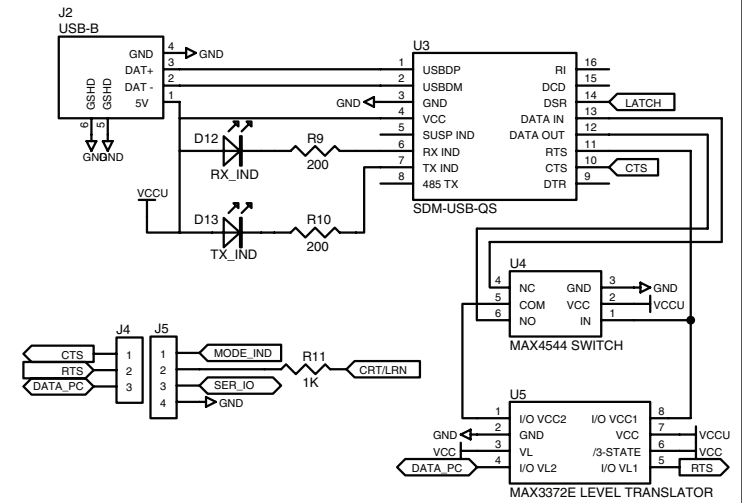 J2
USB-B
GND 4 GND
DAT+ 3
DAT - 2
5V 1
GSHD
GSHD
6
5
GND
GND
U3
1 USBDP RI 16
2 USBDM DCD 15
GND 3 GND DSR 14 LATCH
4 VCC DATA IN 13
5 SUSP IND DATA OUT 12
6 RX IND RTS 11
7 TX IND CTS 10 CTS
8 485 TX DTR 9
SDM-USB-QS
D12
RX_IND
R9
200
VCCU
D13
TX_IND
R10
200
U4
4 NC GND 3 GND
5 COM VCC 2 VCCU
6 NO IN 1
MAX4544 SWITCH
J4
CTS 1
RTS 2
DATA_PC 3
J5
1 MODE_IND
2
R11
1K
CRT/LRN
3 SER_IO
4 GND
U5
1 I/O VCC2 I/O VCC1 8
GND 2 GND VCC 7 VCCU
VCC 3 VL /3-STATE 6 VCC
DATA_PC 4 I/O VL2 I/O VL1 5 RTS
MAX3372E LEVEL TRANSLATOR